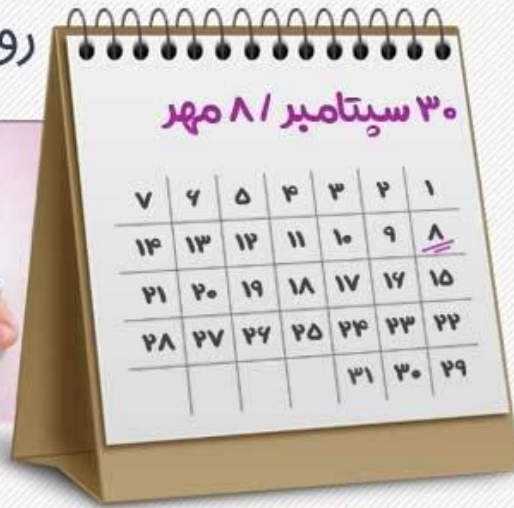 رو
۳۰ سپتامبر / ۸ مهر
۱ ۲ ۳ ۴ ۵ ۶ ۷
۸ ۹ ۱۰ ۱۱ ۱۲ ۱۳ ۱۴
۱۵ ۱۶ ۱۷ ۱۸ ۱۹ ۲۰ ۲۱
۲۲ ۲۳ ۲۴ ۲۵ ۲۶ ۲۷ ۲۸
۲۹ ۳۰ ۳۱